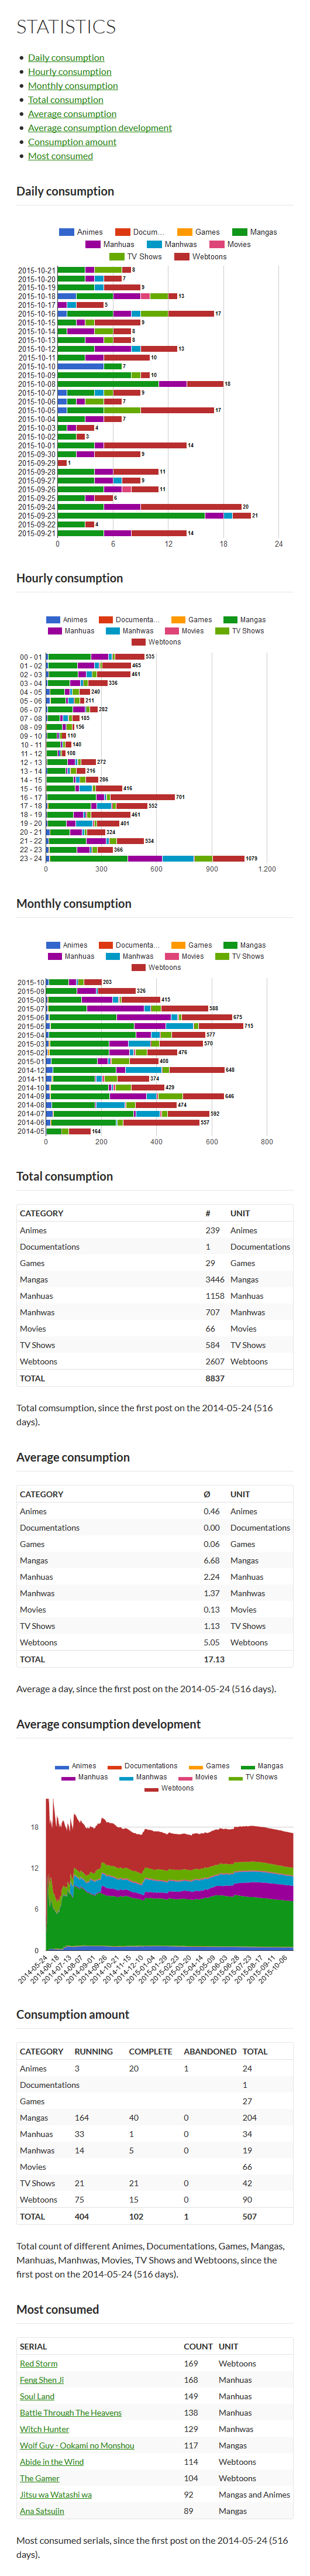 STATISTICS
Daily consumption
Hourly consumption
Monthly consumption
Total consumption
Average consumption
Average consumption development
Consumption amount
Most consumed
Daily consumption
Animes Docum... Games Mangas
Manhuas Manhwas Movies
TV Shows Webtoons
2015-10-21 8
2015-10-20 7
2015-10-19 9
2015-10-18 13
2015-10-17 5
2015-10-16 17
2015-10-15 9
2015-10-14 8
2015-10-13 8
2015-10-12 13
2015-10-11 10
2015-10-10 7
2015-10-09 10
2015-10-08 18
2015-10-07 9
2015-10-06 7
2015-10-05 17
2015-10-04 7
2015-10-03 4
2015-10-02 3
2015-10-01 14
2015-09-30 9
2015-09-29 1
2015-09-28 11
2015-09-27 9
2015-09-26 11
2015-09-25 6
2015-09-24 20
2015-09-23 21
2015-09-22 4
2015-09-21 14
0 6 12 18 24
Hourly consumption
Animes Documenta... Games Mangas
Manhuas Manhwas Movies TV Shows
Webtoons
00 - 01 535
01 - 02 465
02 - 03 461
03 - 04 336
04 - 05 240
05 - 06 211
06 - 07 282
07 - 08 185
08 - 09 156
09 - 10 110
10 - 11 140
11 - 12 108
12 - 13 272
13 - 14 216
14 - 15 286
15 - 16 416
16 - 17 701
17 - 18 552
18 - 19 461
19 - 20 401
20 - 21 324
21 - 22 534
22 - 23 366
23 - 24 1079
0 300 600 900 1.200
Monthly consumption
Animes Documenta... Games Mangas
Manhuas Manhwas Movies TV Shows
Webtoons
2015-10 203
2015-09 326
2015-08 415
2015-07 588
2015-06 675
2015-05 715
2015-04 577
2015-03 570
2015-02 476
2015-01 408
2014-12 648
2014-11 374
2014-10 429
2014-09 646
2014-08 474
2014-07 592
2014-06 557
2014-05 164
0 200 400 600 800
Total consumption
CATEGORY # UNIT
Animes 239 Animes
Documentations 1 Documentations
Games 29 Games
Mangas 3446 Mangas
Manhuas 1158 Manhuas
Manhwas 707 Manhwas
Movies 66 Movies
TV Shows 584 TV Shows
Webtoons 2607 Webtoons
TOTAL 8837
Total comsumption, since the first post on the 2014-05-24 (516
days).
Average consumption
CATEGORY Ø UNIT
Animes 0.46 Animes
Documentations 0.00 Documentations
Games 0.06 Games
Mangas 6.68 Mangas
Manhuas 2.24 Manhuas
Manhwas 1.37 Manhwas
Movies 0.13 Movies
TV Shows 1.13 TV Shows
Webtoons 5.05 Webtoons
TOTAL 17.13
Average a day, since the first post on the 2014-05-24 (516 days).
Average consumption development
Animes Documentations Games Mangas
Manhuas Manhwas Movies TV Shows
Webtoons
18
12
6
0
2014-05-24 2014-06-18 2014-07-13 2014-08-07 2014-09-01 2014-09-26 2014-10-21 2014-11-15 2014-12-10 2015-01-04 2015-01-29 2015-02-23 2015-03-20 2015-04-14 2015-05-09 2015-06-03 2015-06-28 2015-07-23 2015-08-17 2015-09-11 2015-10-06
Consumption amount
CATEGORY RUNNING COMPLETE ABANDONED TOTAL
Animes 3 20 1 24
Documentations 1
Games 27
Mangas 164 40 0 204
Manhuas 33 1 0 34
Manhwas 14 5 0 19
Movies 66
TV Shows 21 21 0 42
Webtoons 75 15 0 90
TOTAL 404 102 1 507
Total count of different Animes, Documentations, Games, Mangas,
Manhuas, Manhwas, Movies, TV Shows and Webtoons, since the
first post on the 2014-05-24 (516 days).
Most consumed
SERIAL COUNT UNIT
Red Storm 169 Webtoons
Feng Shen Ji 168 Manhuas
Soul Land 149 Manhuas
Battle Through The Heavens 138 Manhuas
Witch Hunter 129 Manhwas
Wolf Guy - Ookami no Monshou 117 Mangas
Abide in the Wind 114 Webtoons
The Gamer 104 Webtoons
Jitsu wa Watashi wa 92 Mangas and Animes
Ana Satsujin 89 Mangas
Most consumed serials, since the first post on the 2014-05-24 (516
days).